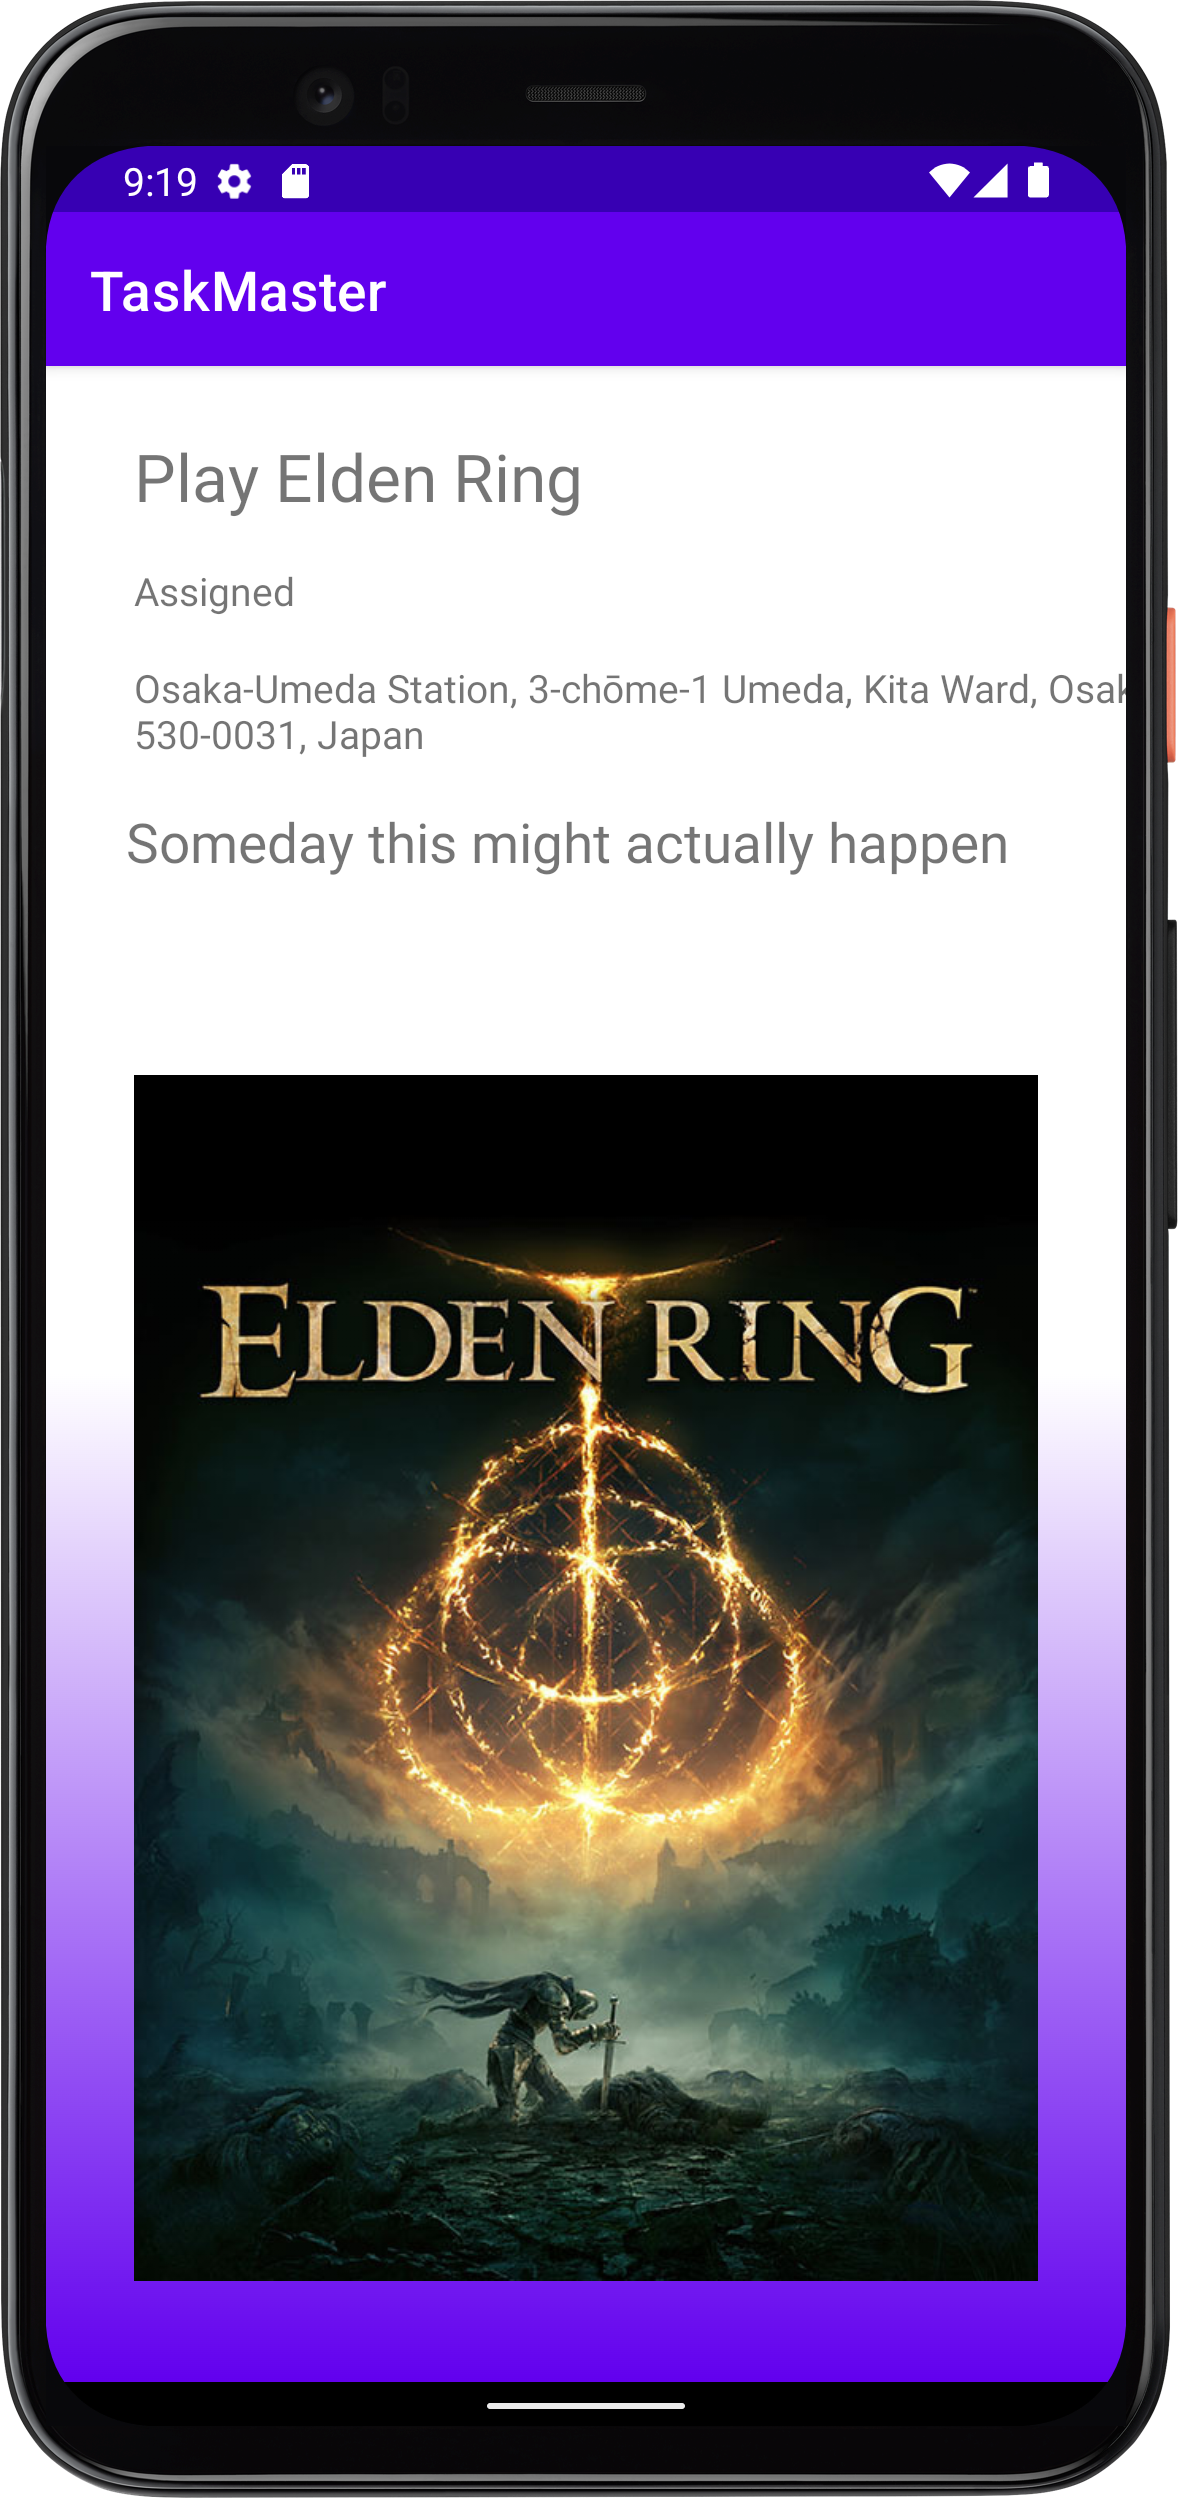 9:19
TaskMaster
Play Elden Ring
Assigned
Osaka-Umeda Station, 3-chōme-1 Umeda, Kita Ward, Osak
530-0031, Japan
Someday this might actually happen
ELDEN RING™